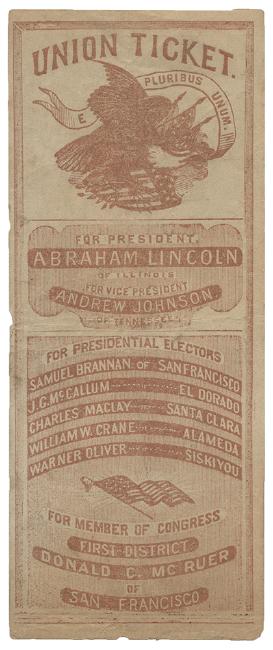 UNION TICKET.
E PLURIBUS UNUM.
FOR PRESIDENT,
ABRAHAM LINCOLN
OF ILLINOIS
FOR VICE PRESIDENT
ANDREW JOHNSON
OF TENNESSEE.
FOR PRESIDENTIAL ELECTORS
SAMUEL BRANNAN OF SAN FRANCISCO
J.G. McCALLUM EL DORADO
CHARLES MACLAY SANTA CLARA
WILLIAM W. CRANE ALAMEDA
WARNER OLIVER SISKIYOU
FOR MEMBER OF CONGRESS
FIRST DISTRICT
DONALD C. McRUER
OF
SAN FRANCISCO